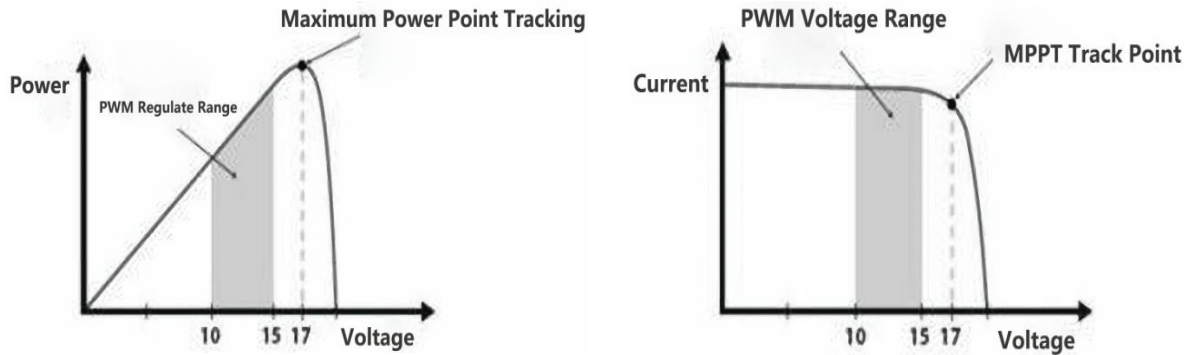 Maximum Power Point Tracking
Power
PWM Regulate Range
10 15 17 Voltage
PWM Voltage Range
Current
MPPT Track Point
10 15 17 Voltage